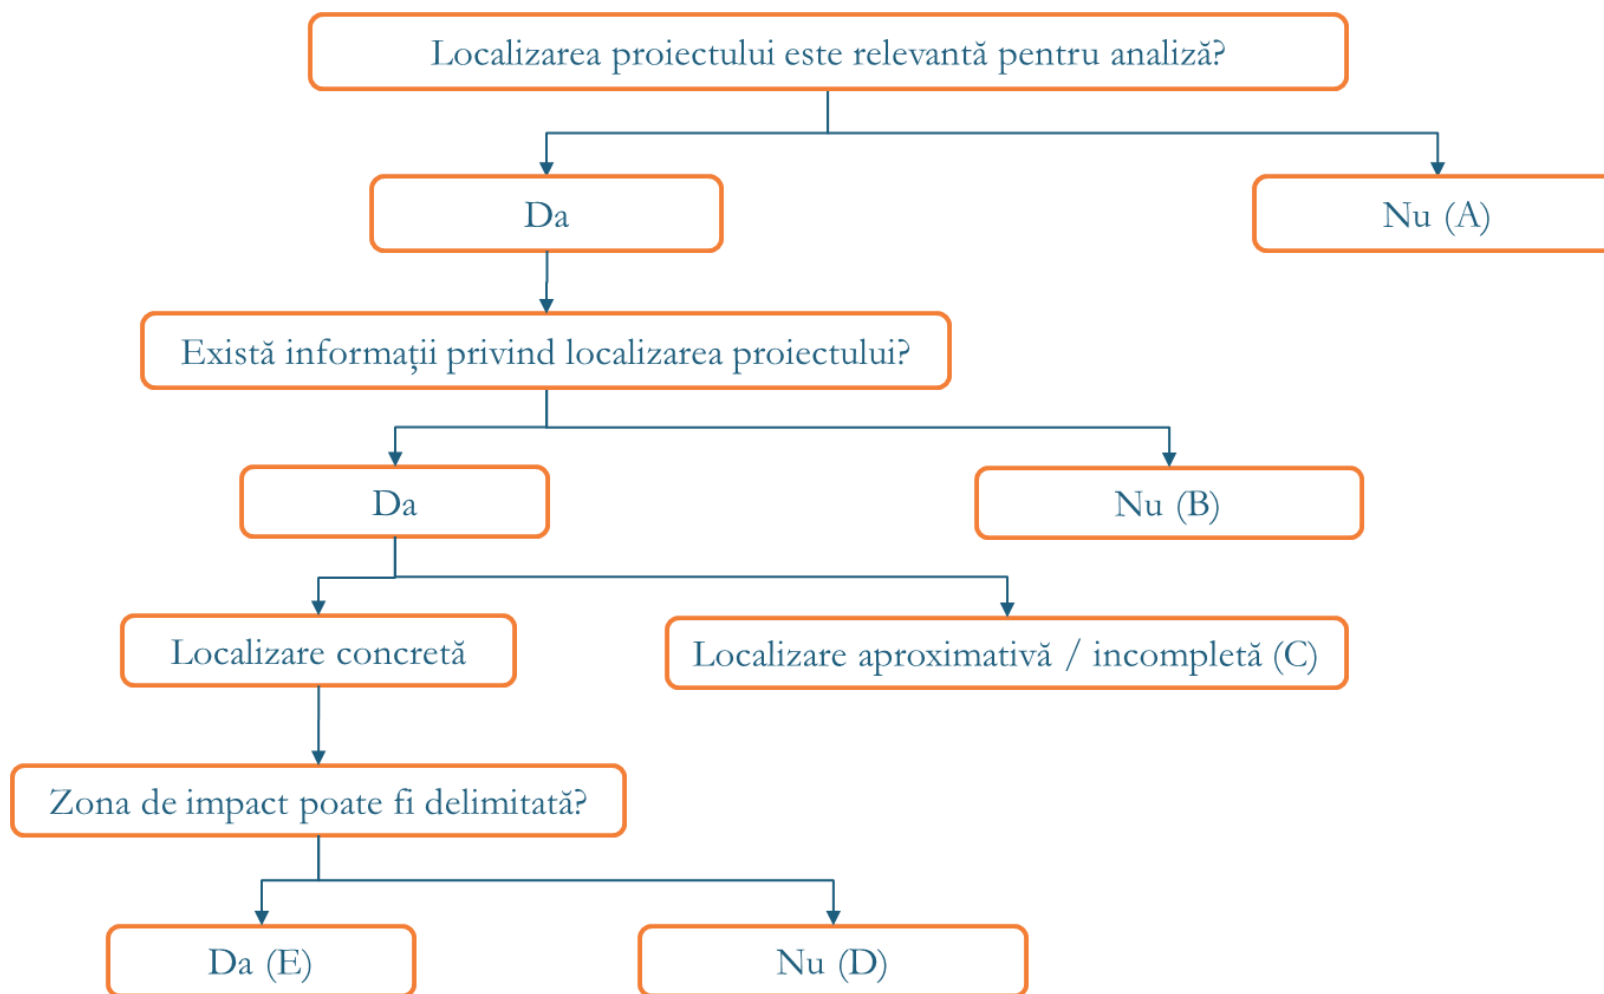 Localizarea proiectului este relevantă pentru analiză?
Da
Nu (A)
Există informații privind localizarea proiectului?
Da
Nu (B)
Localizare concretă
Localizare aproximativă / incompletă (C)
Zona de impact poate fi delimitată?
Da (E)
Nu (D)